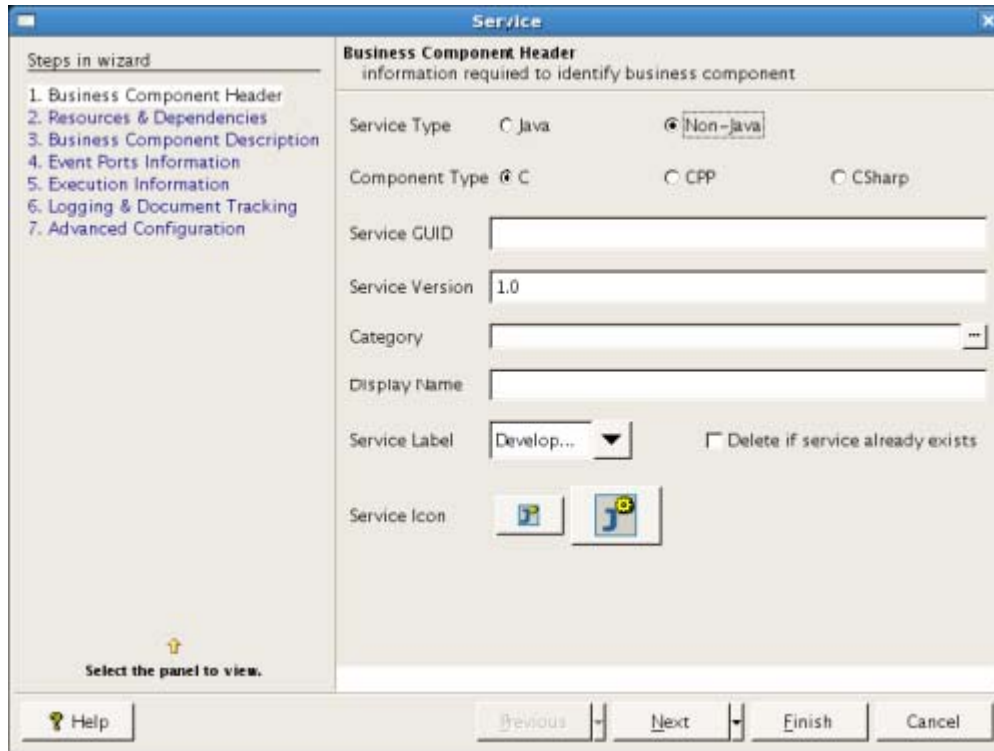 Service
Steps in wizard
1. Business Component Header
2. Resources & Dependencies
3. Business Component Description
4. Event Ports Information
5. Execution Information
6. Logging & Document Tracking
7. Advanced Configuration
Select the panel to view.
Business Component Header
information required to identify business component
Service Type Java Non-Java
Component Type C CPP CSharp
Service GUID
Service Version 1.0
Category ...
Display Name
Service Label Develop... Delete if service already exists
Service Icon
Help Previous Next Finish Cancel